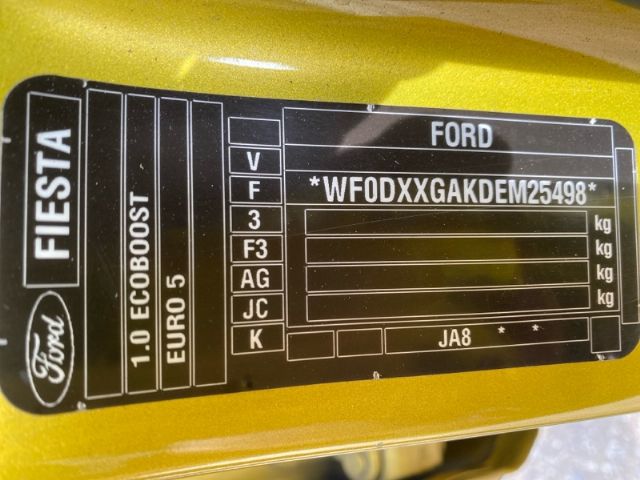 FORD
V
F *WF0DXXGAKDEM25498*
3 kg
F3 kg
AG kg
JC kg
K JA8 * *
FIESTA
1.0 ECOBOOST
EURO 5
Ford